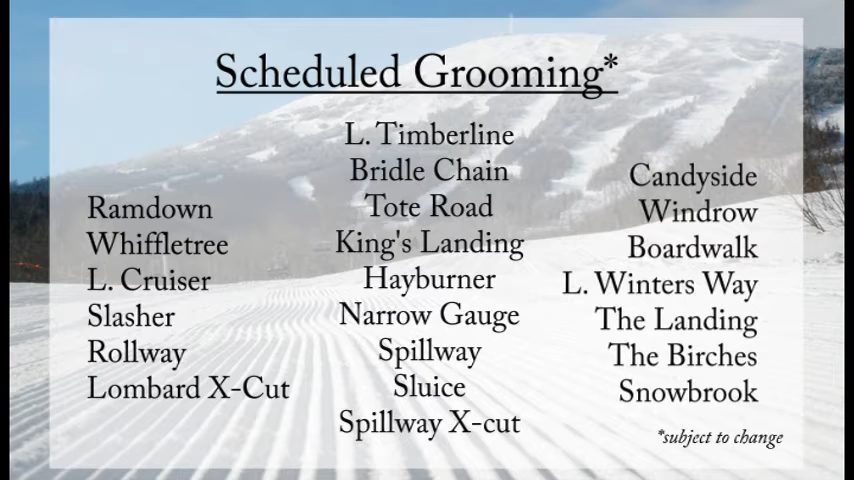 Scheduled Grooming*
Ramdown
Whiffletree
L. Cruiser
Slasher
Rollway
Lombard X-Cut
L. Timberline
Bridle Chain
Tote Road
King's Landing
Hayburner
Narrow Gauge
Spillway
Sluice
Spillway X-cut
Candyside
Windrow
Boardwalk
L. Winters Way
The Landing
The Birches
Snowbrook
*subject to change